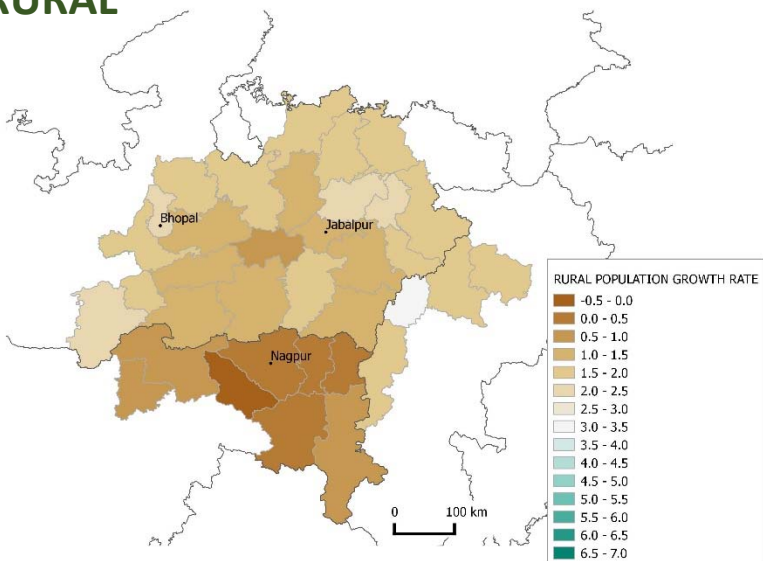 RURAL
Bhopal
Jabalpur
Nagpur
0 100 km
RURAL POPULATION GROWTH RATE
-0.5 - 0.0
0.0 - 0.5
0.5 - 1.0
1.0 - 1.5
1.5 - 2.0
2.0 - 2.5
2.5 - 3.0
3.0 - 3.5
3.5 - 4.0
4.0 - 4.5
4.5 - 5.0
5.0 - 5.5
5.5 - 6.0
6.0 - 6.5
6.5 - 7.0